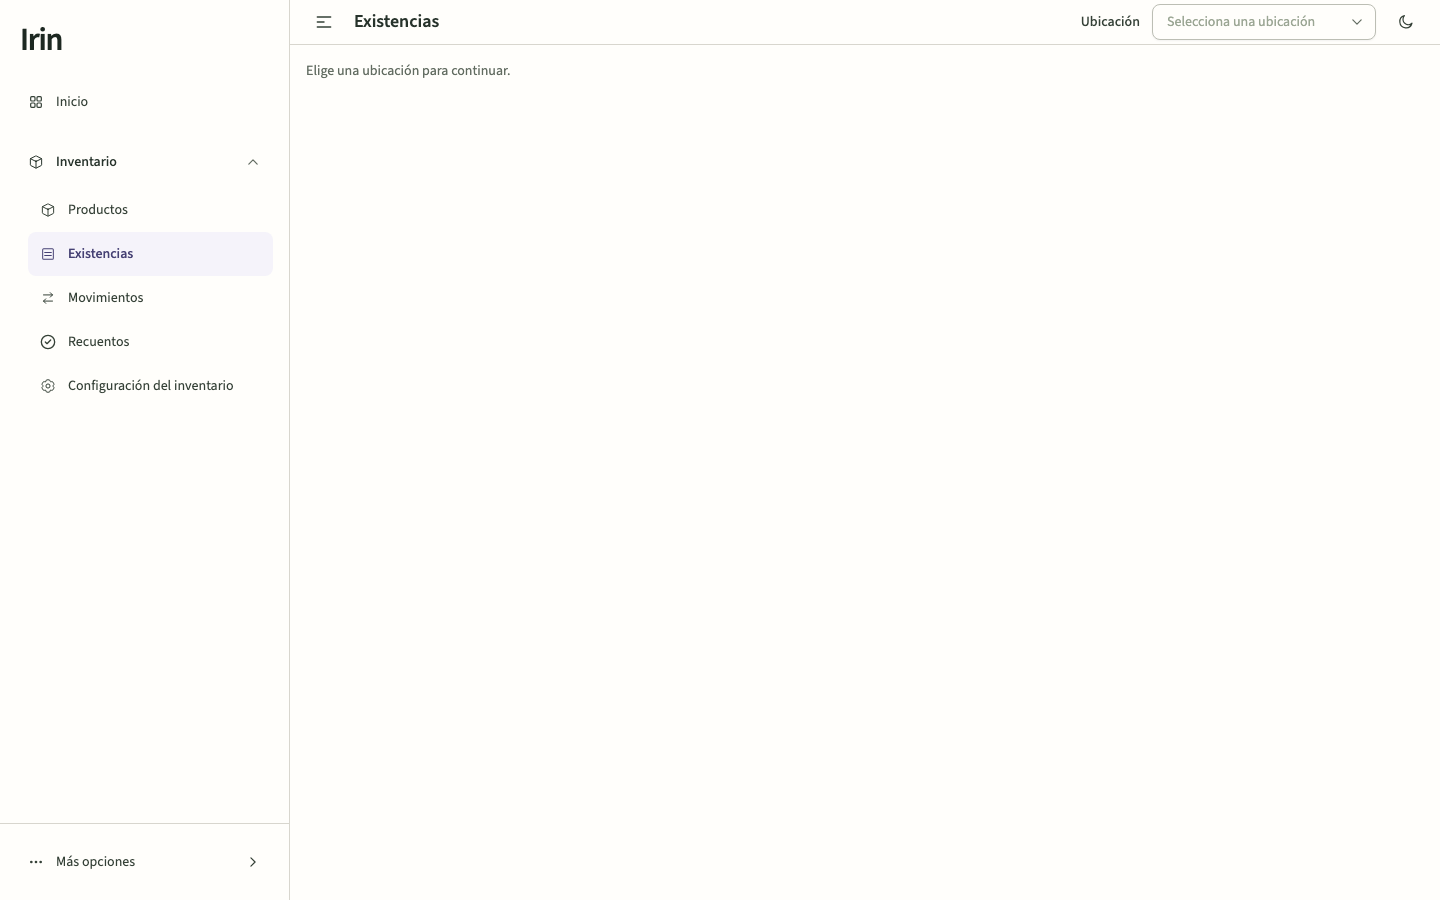 Irin
Inicio
Inventario
Productos
Existencias
Movimientos
Recuentos
Configuración del inventario
Más opciones
Existencias
Ubicación
Selecciona una ubicación
Elige una ubicación para continuar.